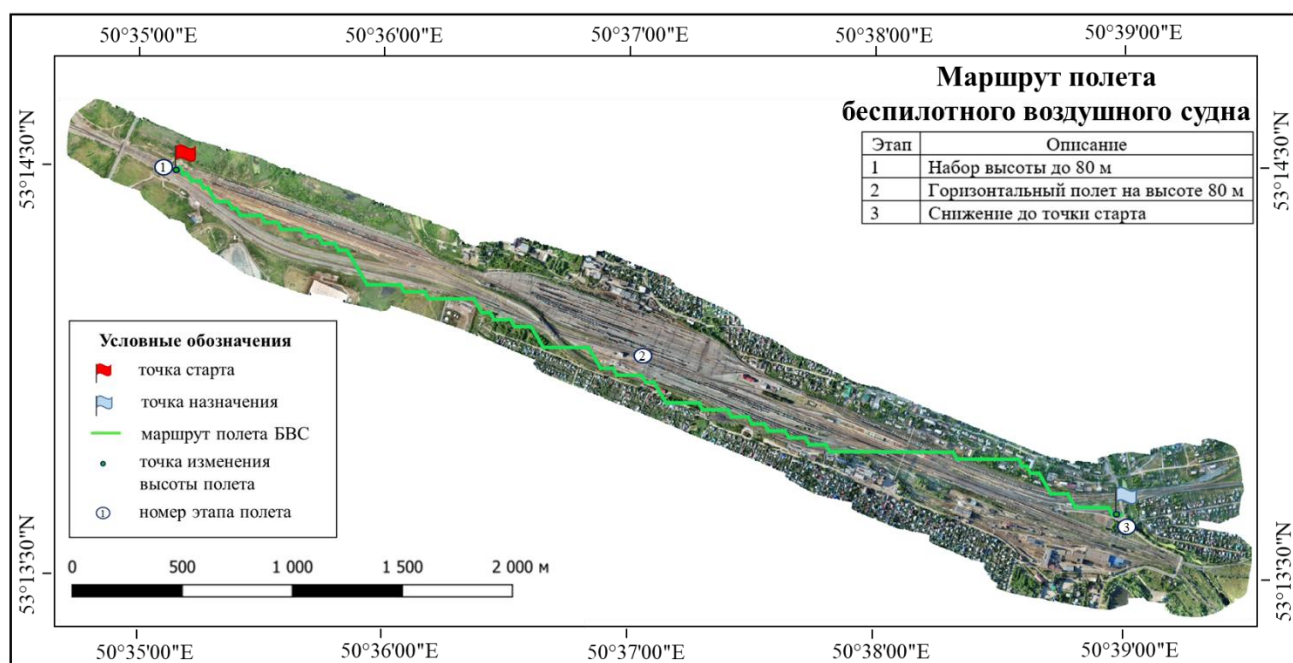 50°35'00"E 50°36'00"E 50°37'00"E 50°38'00"E 50°39'00"E
Маршрут полета
беспилотного воздушного судна
Этап Описание
1 Набор высоты до 80 м
2 Горизонтальный полет на высоте 80 м
3 Снижение до точки старта
53°14'30"N
53°14'30"N
1
2
3
Условные обозначения
точка старта
точка назначения
маршрут полета БВС
точка изменения
высоты полета
1 номер этапа полета
53°13'30"N
53°13'30"N
0 500 1 000 1 500 2 000 м
50°35'00"E 50°36'00"E 50°37'00"E 50°38'00"E 50°39'00"E